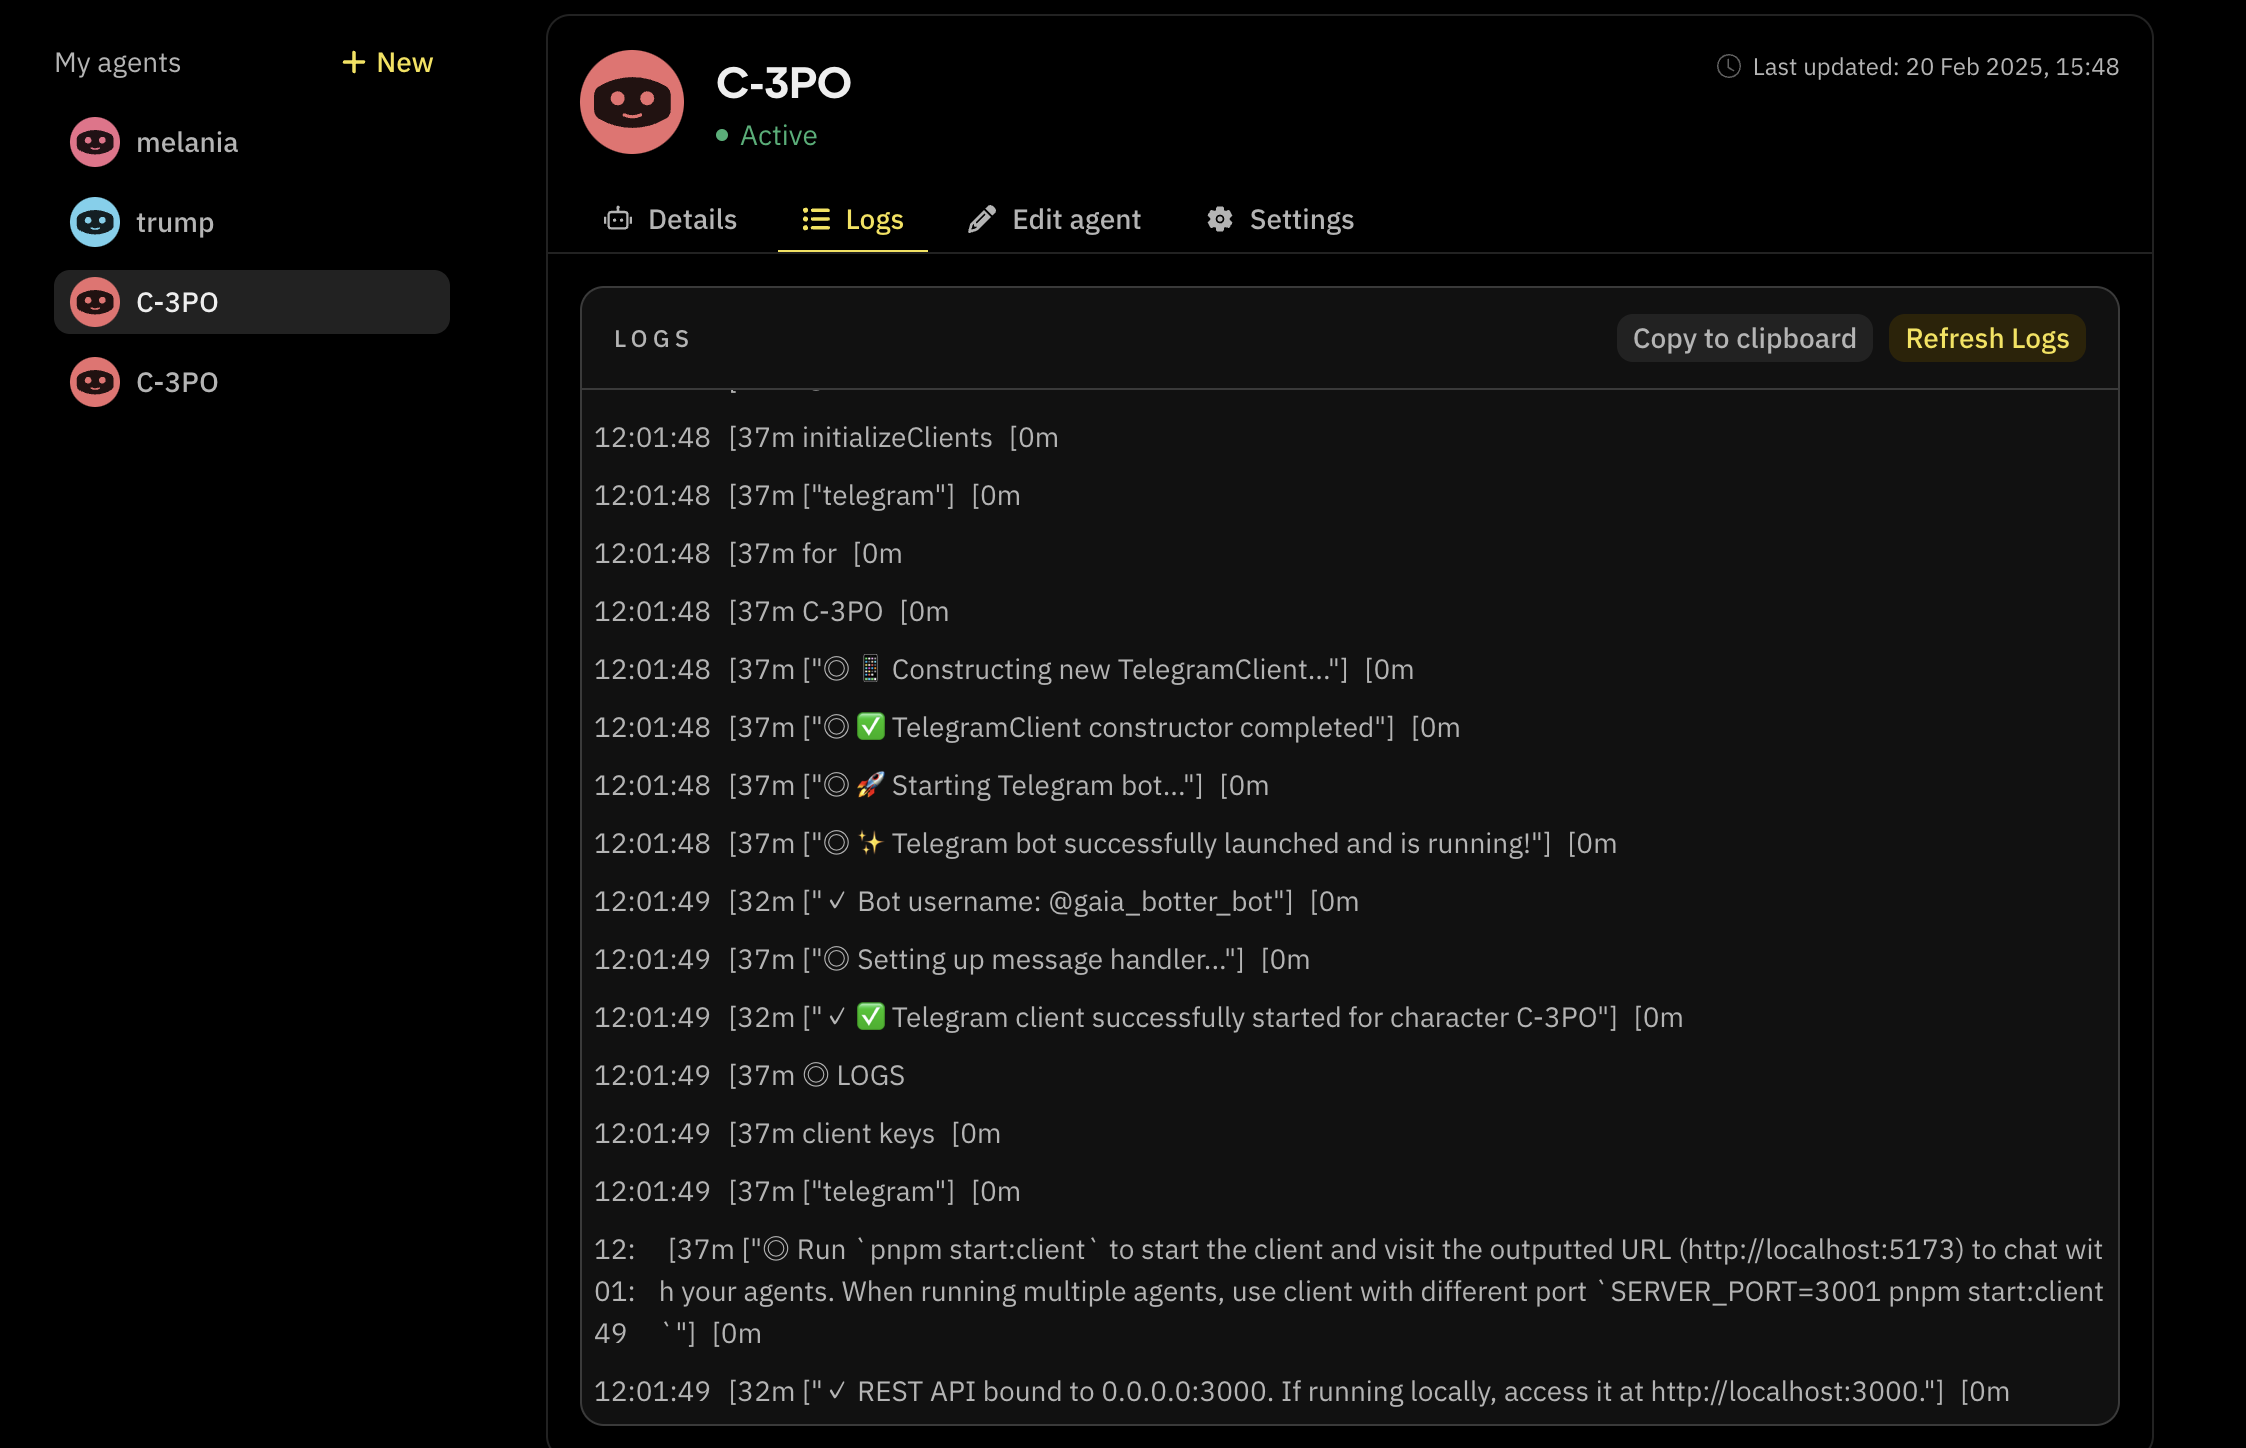 My agents
+ New
melania
trump
C-3PO
C-3PO
C-3PO
Active
Last updated: 20 Feb 2025, 15:48
Details
Logs
Edit agent
Settings
LOGS
Copy to clipboard
Refresh Logs
12:01:48 [37m initializeClients [0m
12:01:48 [37m ["telegram"] [0m
12:01:48 [37m for [0m
12:01:48 [37m C-3PO [0m
12:01:48 [37m ["◎ 📱 Constructing new TelegramClient..."] [0m
12:01:48 [37m ["◎ ✅ TelegramClient constructor completed"] [0m
12:01:48 [37m ["◎ 🚀 Starting Telegram bot..."] [0m
12:01:48 [37m ["◎ ✨ Telegram bot successfully launched and is running!"] [0m
12:01:49 [32m ["✓ Bot username: @gaia_botter_bot"] [0m
12:01:49 [37m ["◎ Setting up message handler..."] [0m
12:01:49 [32m ["✓ ✅ Telegram client successfully started for character C-3PO"] [0m
12:01:49 [37m ◎ LOGS
12:01:49 [37m client keys [0m
12:01:49 [37m ["telegram"] [0m
12: [37m ["◎ Run `pnpm start:client` to start the client and visit the outputted URL (http://localhost:5173) to chat wit
01: h your agents. When running multiple agents, use client with different port `SERVER_PORT=3001 pnpm start:client
49 `"] [0m
12:01:49 [32m ["✓ REST API bound to 0.0.0.0:3000. If running locally, access it at http://localhost:3000."] [0m